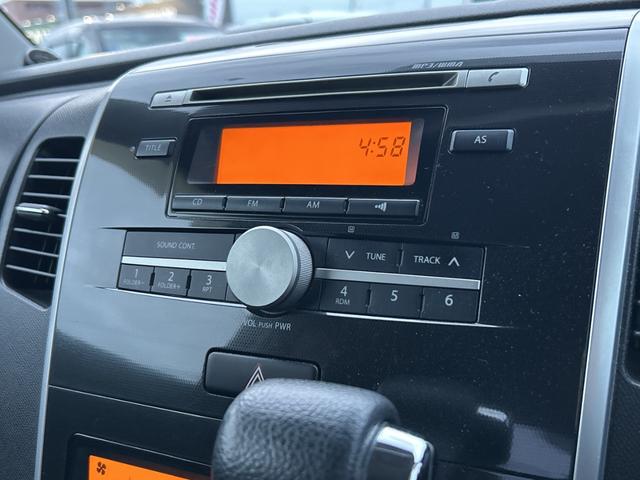 MP3/WMA
TITLE
4:58
AS
CD FM AM
SOUND CONT. TUNE TRACK
1 2 3 4 5 6
FOLDER- FOLDER+ RPT RDM
VOL PUSH PWR